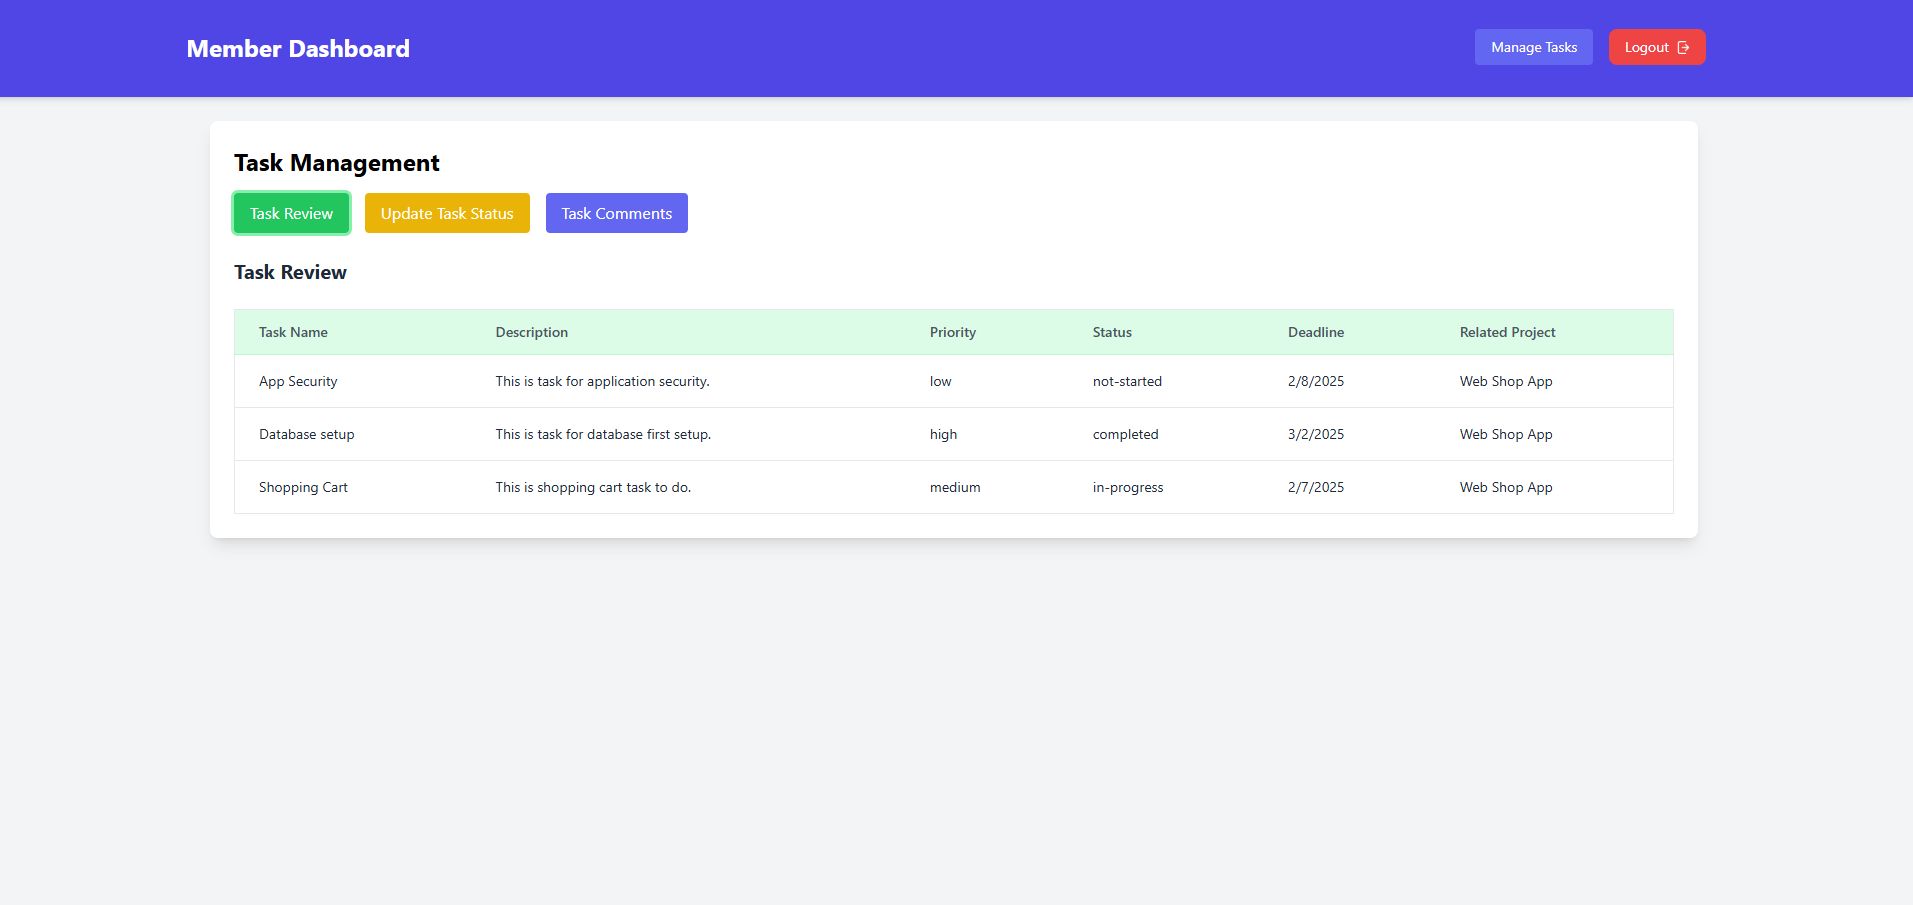 Member Dashboard
Manage Tasks
Logout
Task Management
Task Review
Update Task Status
Task Comments
Task Review
Task Name Description Priority Status Deadline Related Project
App Security This is task for application security. low not-started 2/8/2025 Web Shop App
Database setup This is task for database first setup. high completed 3/2/2025 Web Shop App
Shopping Cart This is shopping cart task to do. medium in-progress 2/7/2025 Web Shop App